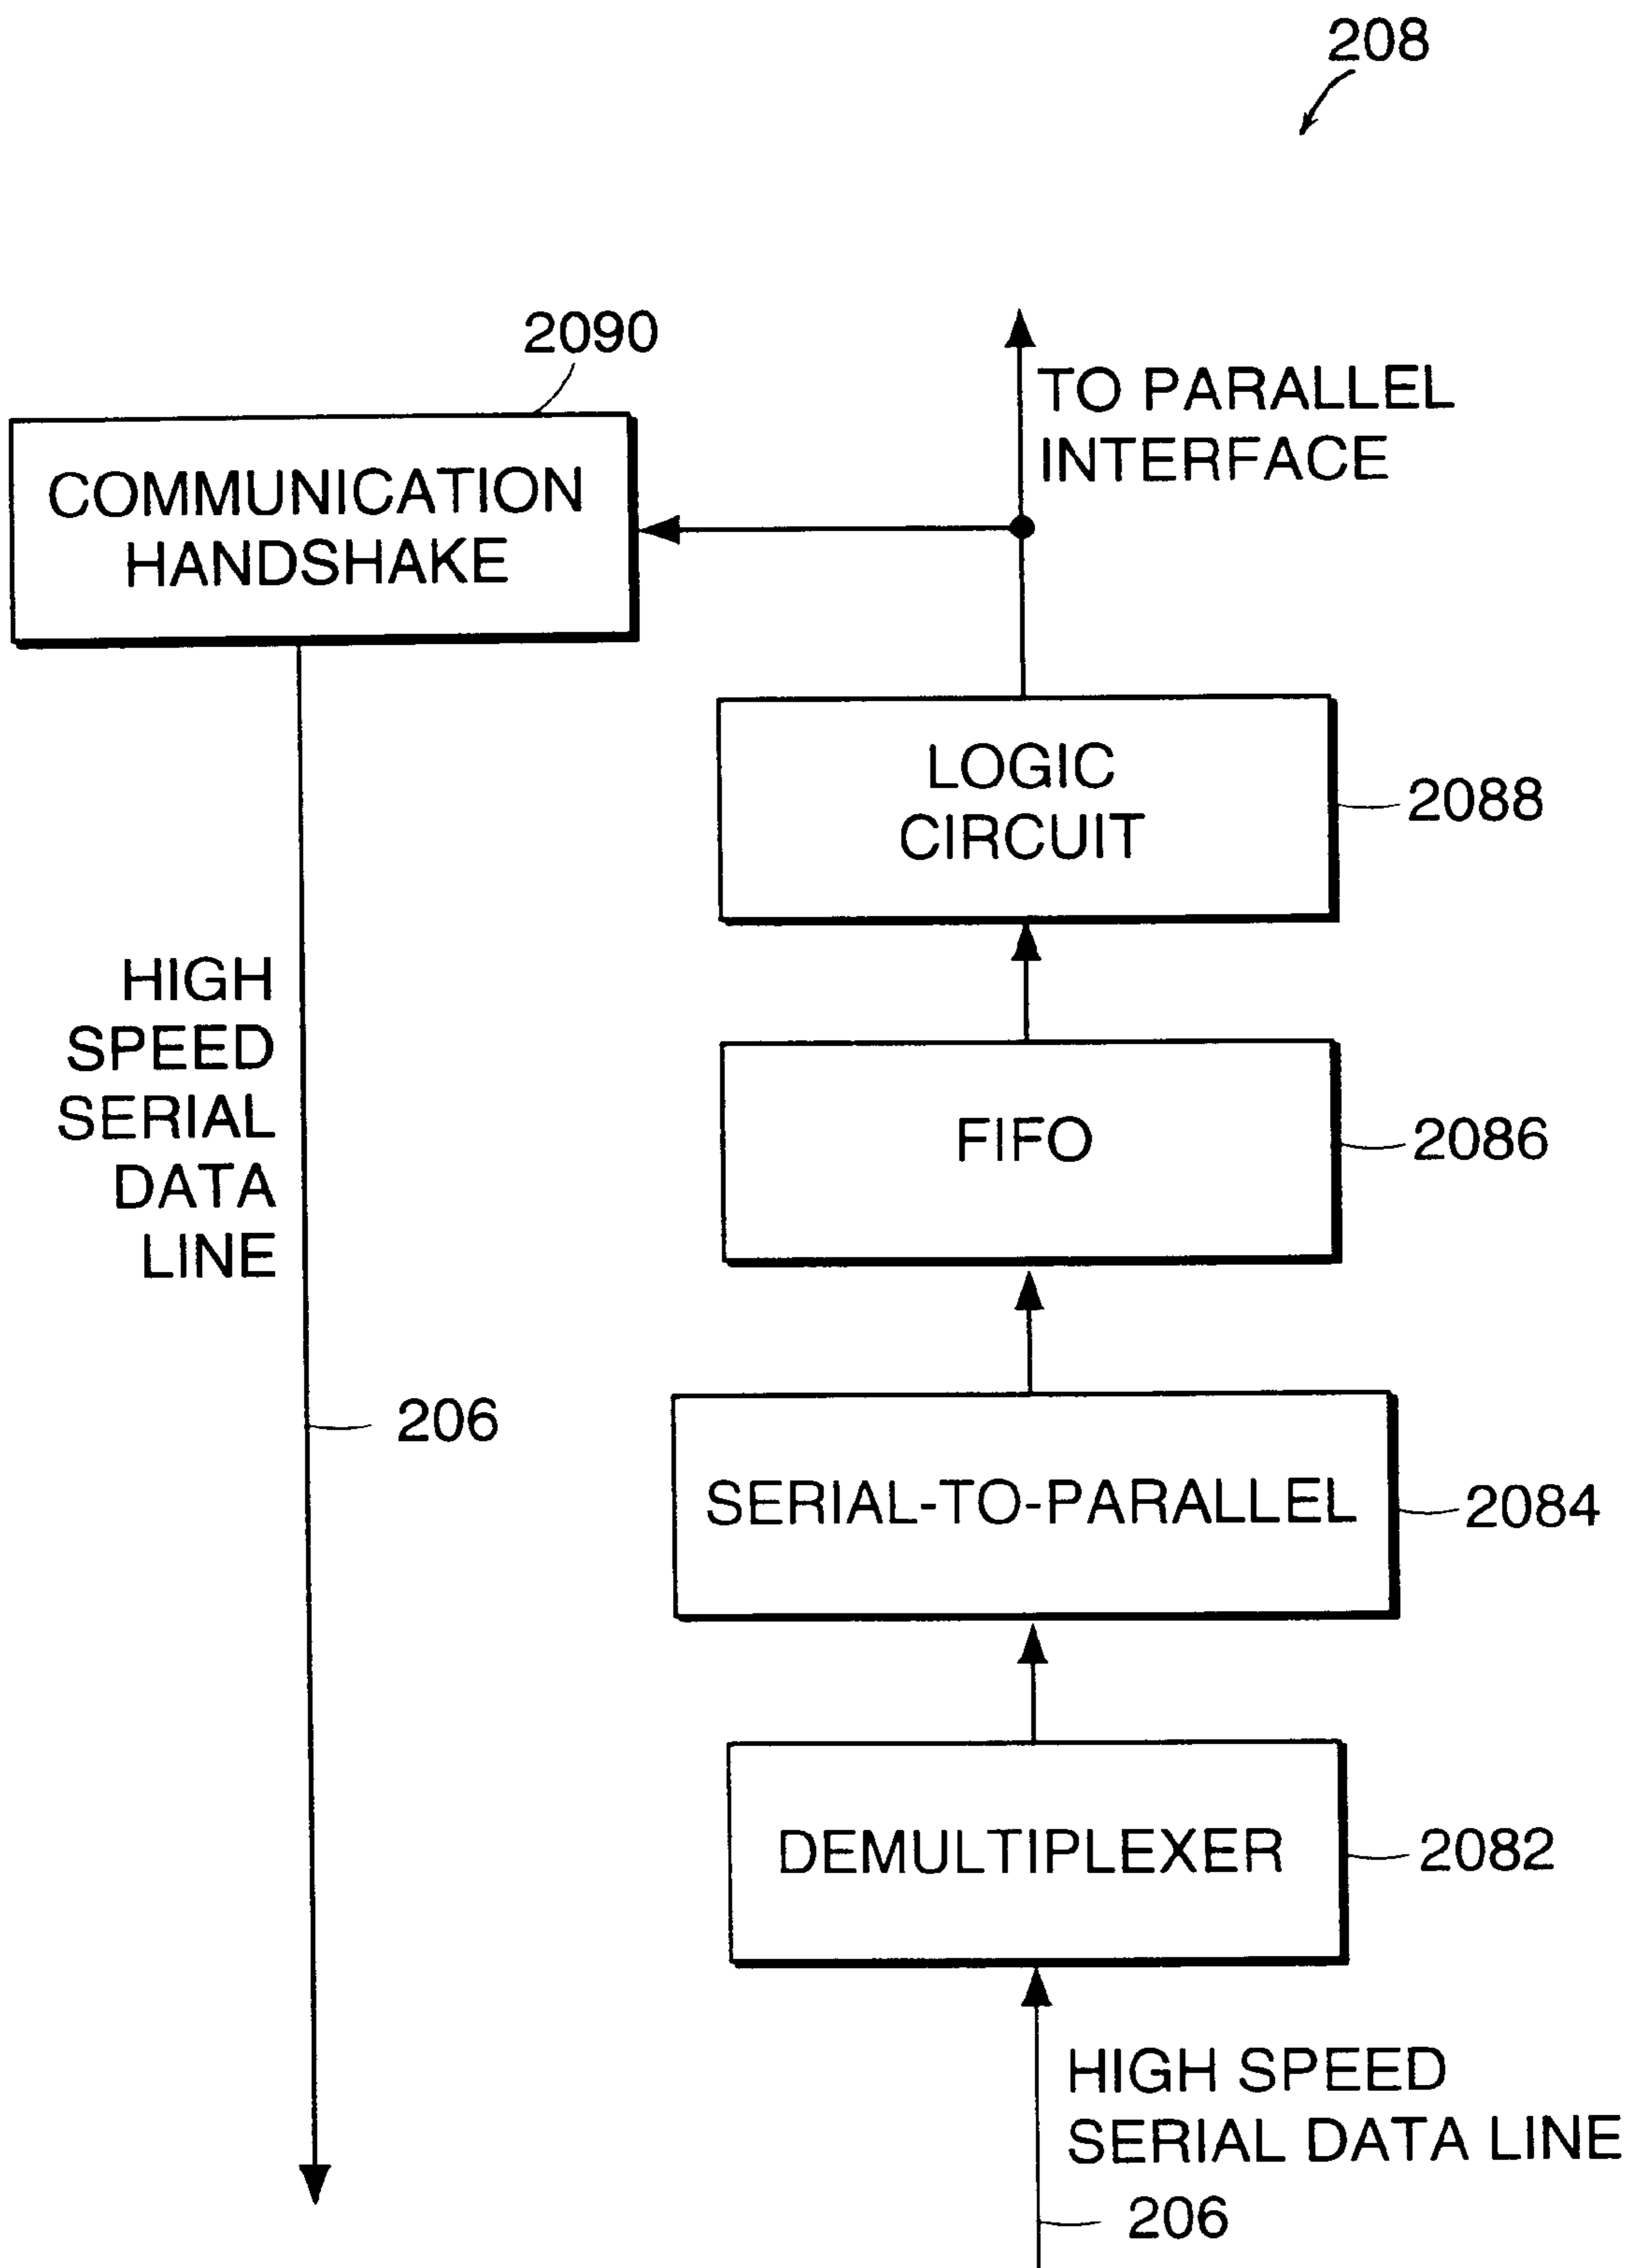 208
2090
TO PARALLEL
INTERFACE
COMMUNICATION
HANDSHAKE
LOGIC
CIRCUIT
2088
HIGH
SPEED
SERIAL
DATA
LINE
FIFO
2086
206
SERIAL-TO-PARALLEL
2084
DEMULTIPLEXER
2082
HIGH SPEED
SERIAL DATA LINE
206